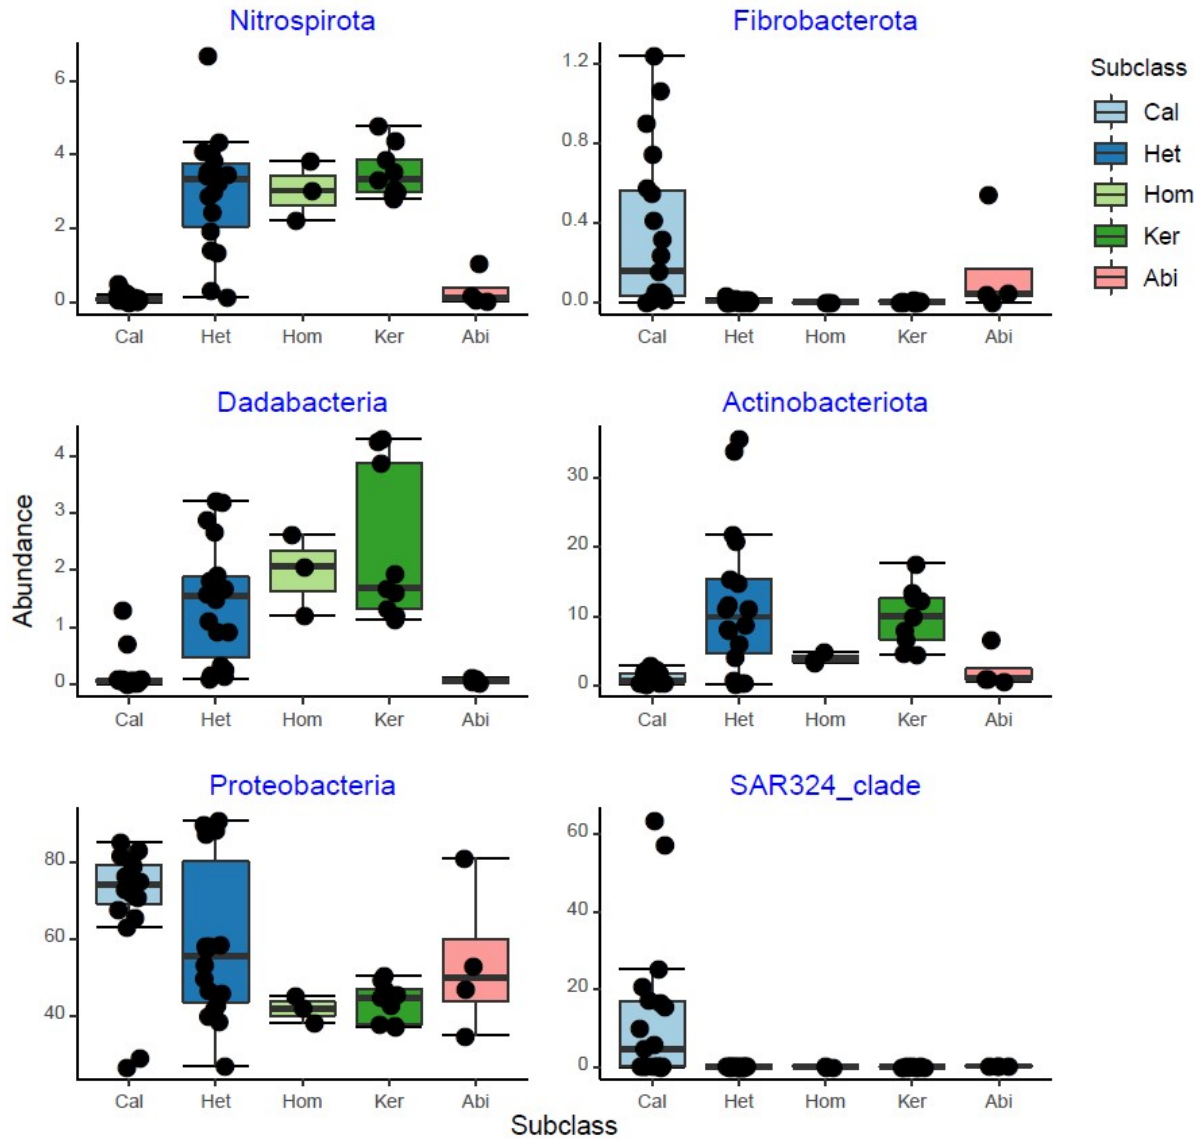 Nitrospirota
Fibrobacterota
6
4
2
0
Cal Het Hom Ker Abi
1.2
0.8
0.4
0.0
Cal Het Hom Ker Abi
Subclass
Cal
Het
Hom
Ker
Abi
Dadabacteria
Actinobacteriota
Abundance
4
3
2
1
0
Cal Het Hom Ker Abi
30
20
10
0
Cal Het Hom Ker Abi
Proteobacteria
SAR324_clade
80
60
40
Cal Het Hom Ker Abi
60
40
20
0
Cal Het Hom Ker Abi
Subclass